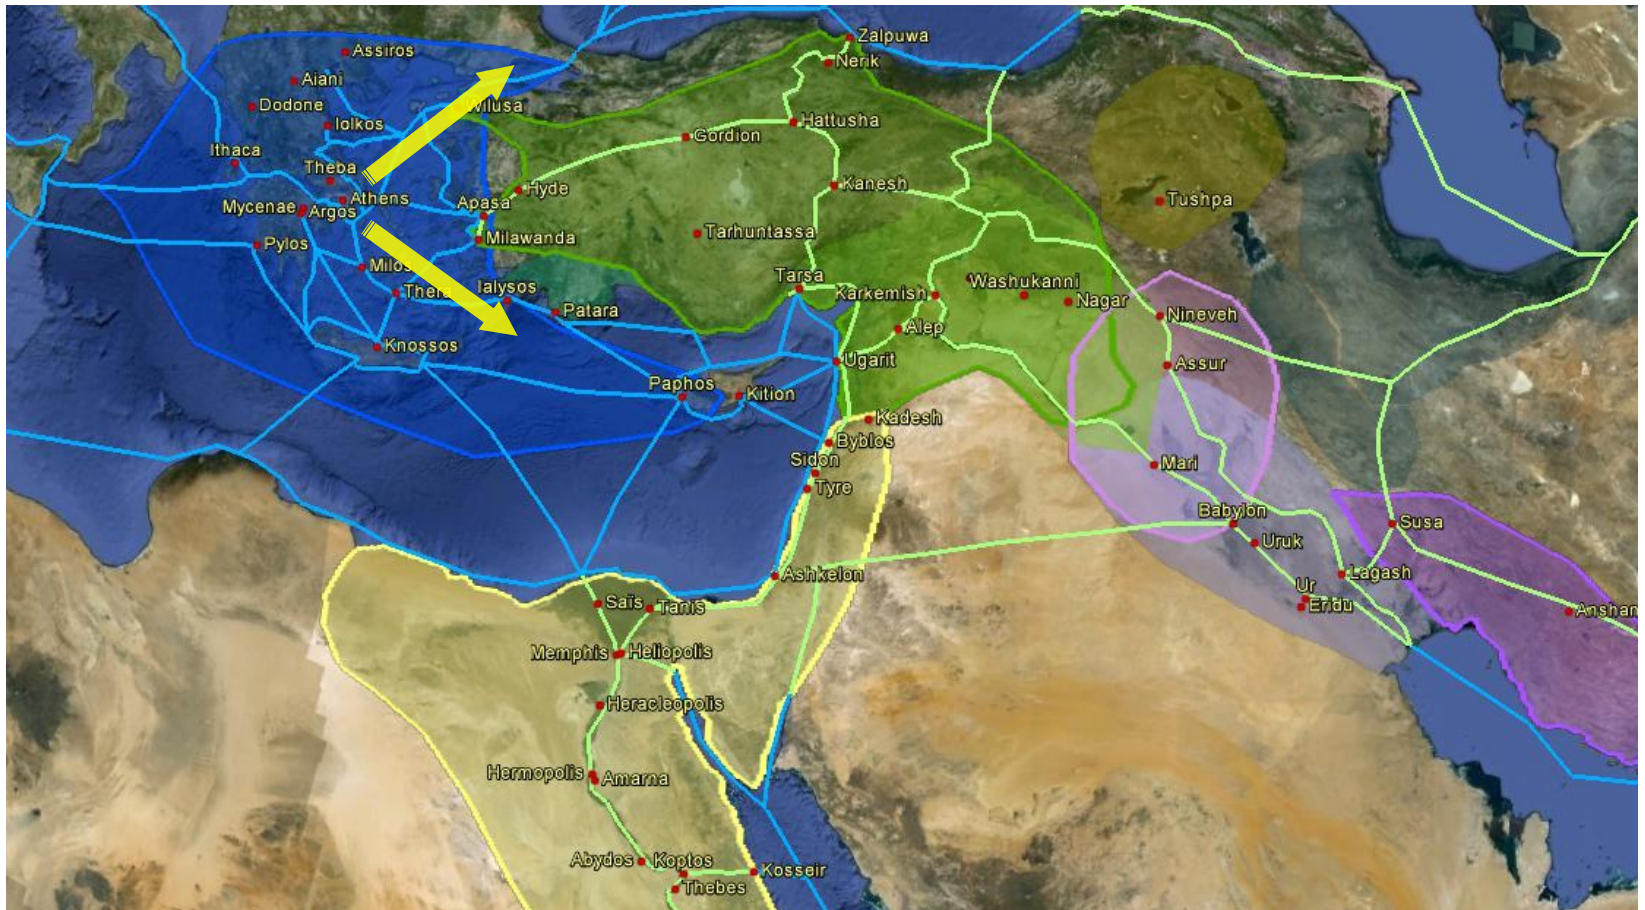 Zalpuwa
Assiros
Nerik
Aiani
Dodone
Wilusa
Iolkos
Hattusha
Gordion
Ithaca
Theba
Kanesh
Hyde
Athens
Tushpa
Apasa
Mycenae
Argos
Milawanda
Tarhuntassa
Pylos
Milos
Tarsa
Washukanni
Thera
Ialysos
Karkemish
Nagar
Patara
Nineveh
Alep
Knossos
Ugarit
Assur
Paphos
Kition
Kadesh
Byblos
Sidon
Mari
Tyre
Babylon
Susa
Uruk
Ashkelon
Lagash
Ur
Eridu
Saïs
Tanis
Anshan
Memphis
Heliopolis
Heracleopolis
Hermopolis
Amarna
Abydos
Koptos
Kosseir
Thebes